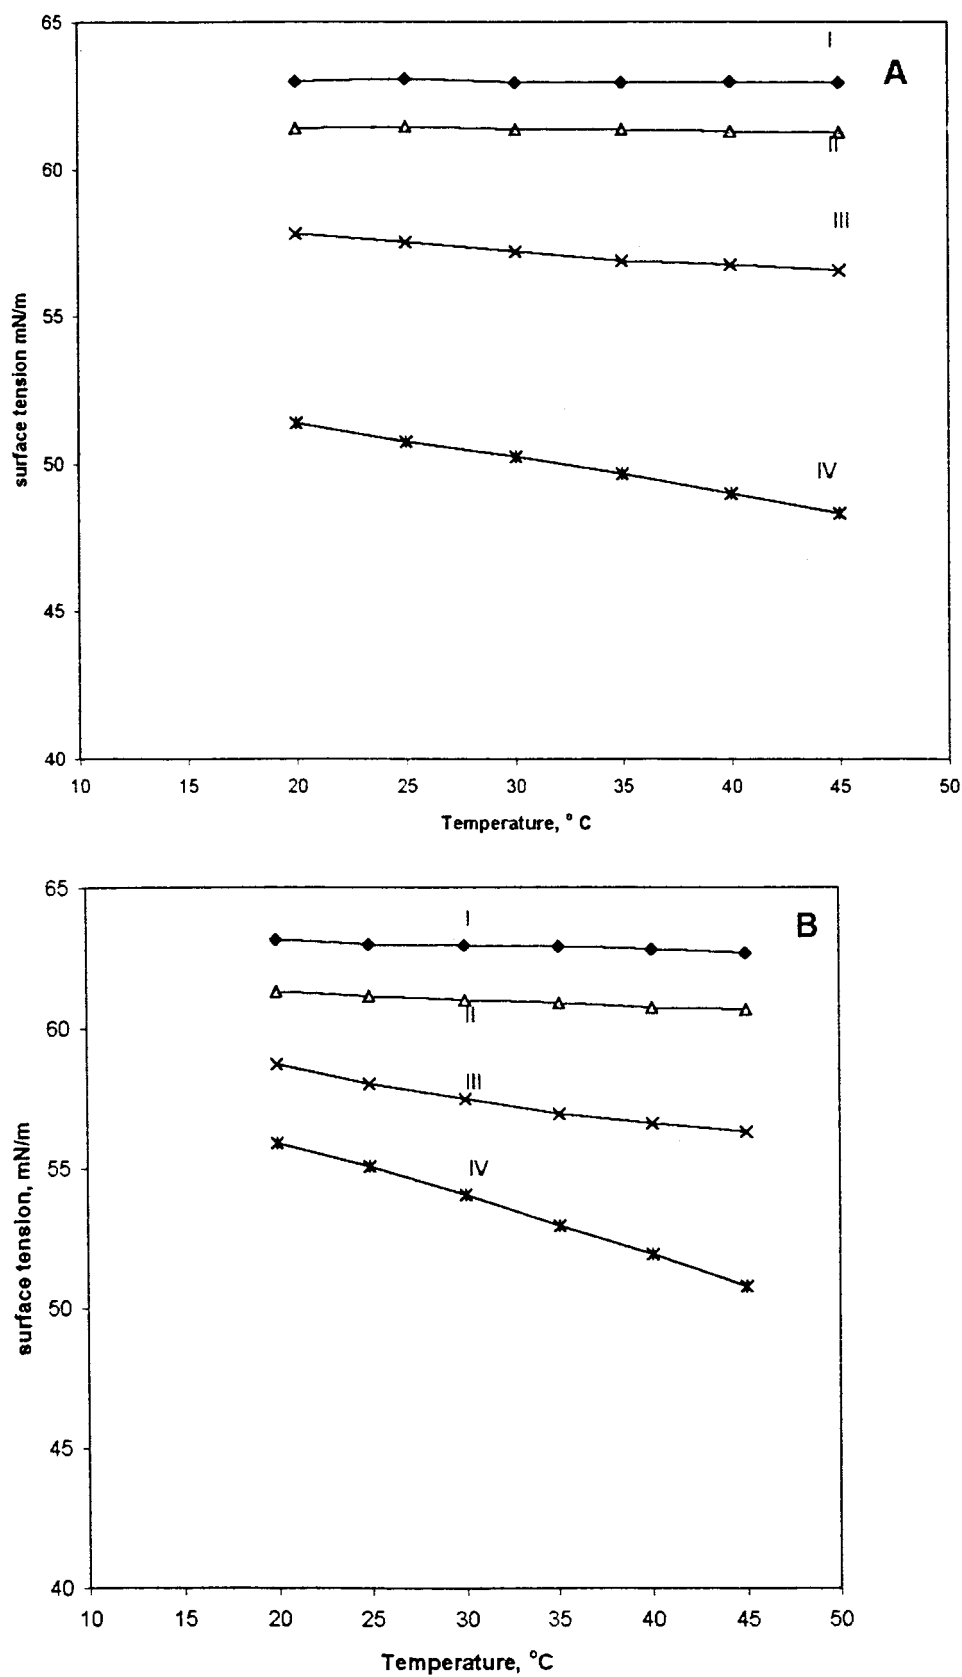 65
I
A
60
II
III
55
surface tension mN/m
50
IV
45
40
10 15 20 25 30 35 40 45 50
Temperature, ° C
65
I
B
60
II
III
55
IV
surface tension, mN/m
50
45
40
10 15 20 25 30 35 40 45 50
Temperature, °C